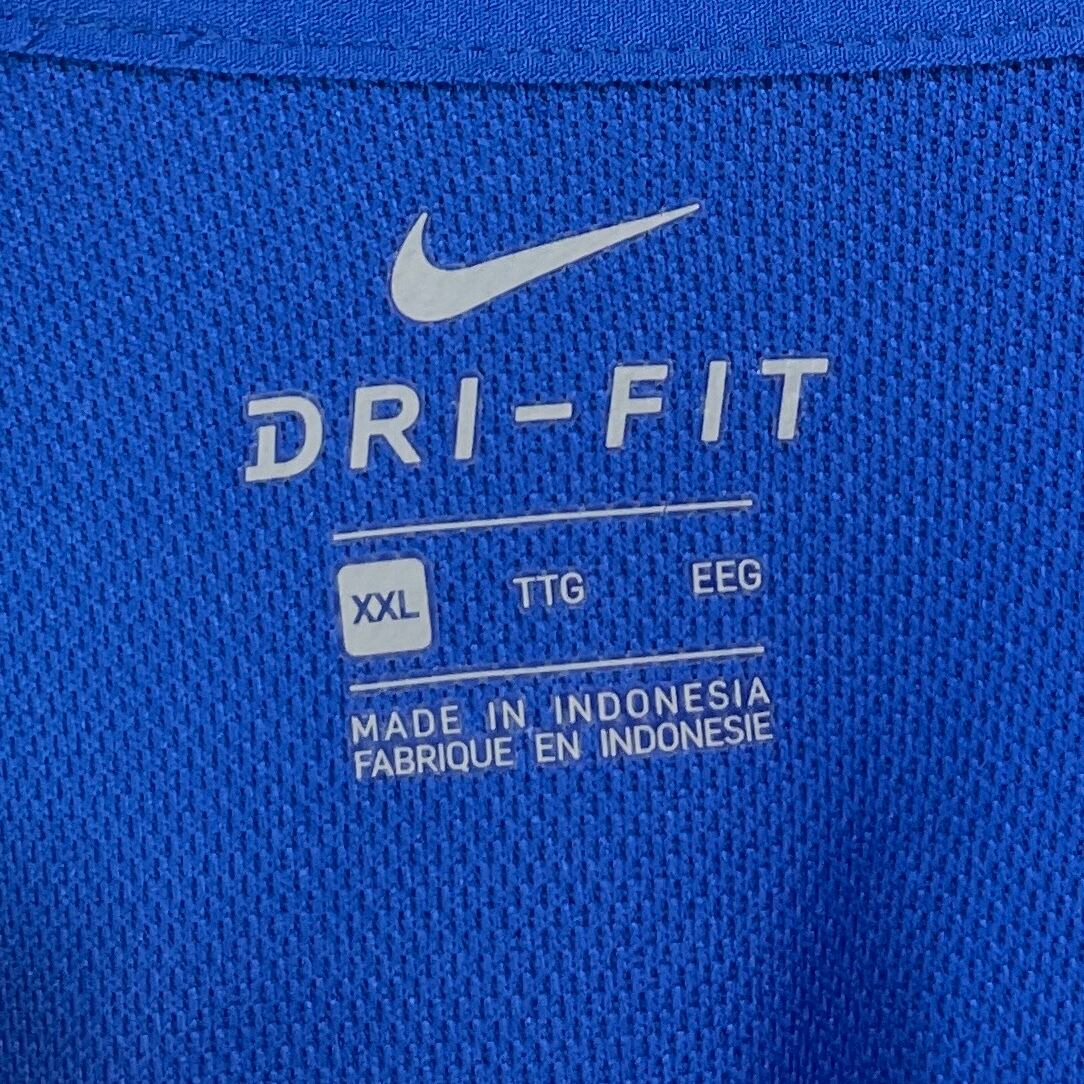 DRI-FIT
XXL TTG EEG
MADE IN INDONESIA
FABRIQUE EN INDONESIE